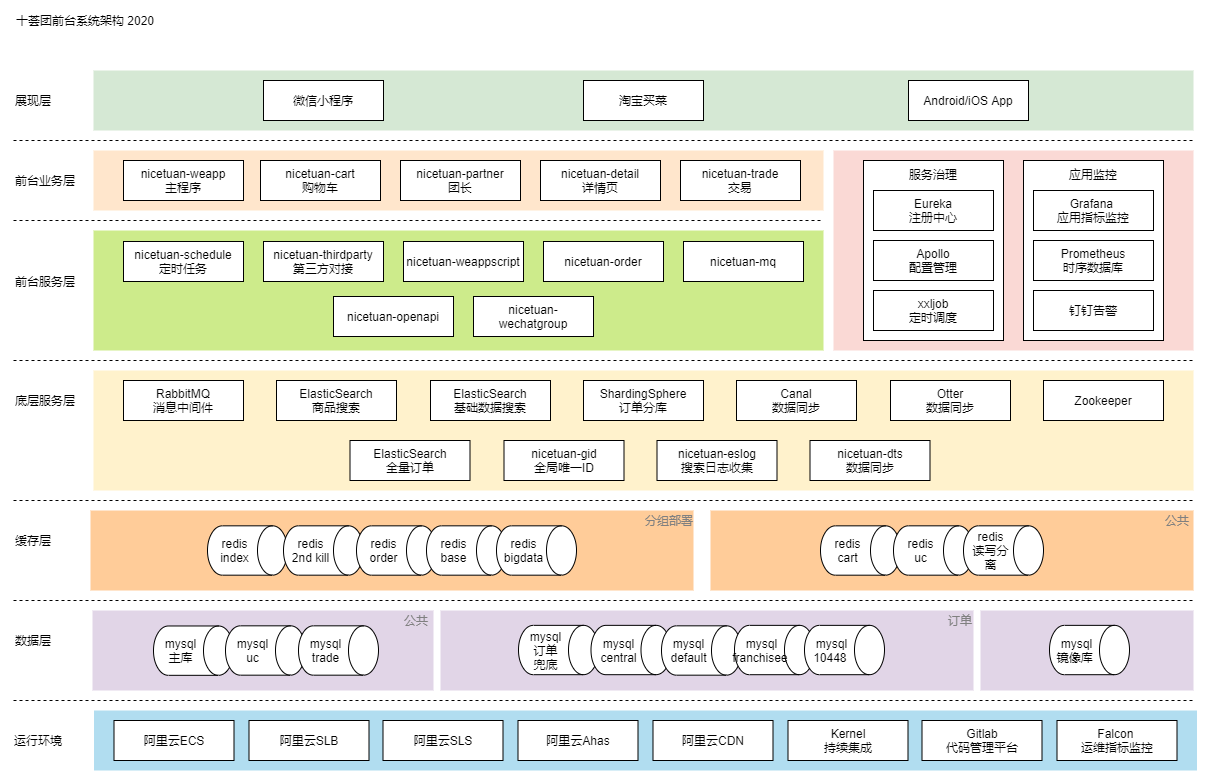 十荟团前台系统架构 2020
展现层
微信小程序
淘宝买菜
Android/iOS App
前台业务层
nicetuan-weapp
主程序
nicetuan-cart
购物车
nicetuan-partner
团长
nicetuan-detail
详情页
nicetuan-trade
交易
前台服务层
nicetuan-schedule
定时任务
nicetuan-thirdparty
第三方对接
nicetuan-weappscript
nicetuan-order
nicetuan-mq
nicetuan-openapi
nicetuan-
wechatgroup
服务治理
Eureka
注册中心
Apollo
配置管理
xxljob
定时调度
应用监控
Grafana
应用指标监控
Prometheus
时序数据库
钉钉告警
底层服务层
RabbitMQ
消息中间件
ElasticSearch
商品搜索
ElasticSearch
基础数据搜索
ShardingSphere
订单分库
Canal
数据同步
Otter
数据同步
Zookeeper
ElasticSearch
全量订单
nicetuan-gid
全局唯一ID
nicetuan-eslog
搜索日志收集
nicetuan-dts
数据同步
缓存层
分组部署
redis
index
redis
2nd kill
redis
order
redis
base
redis
bigdata
公共
redis
cart
redis
uc
redis
读写分
离
数据层
公共
mysql
主库
mysql
uc
mysql
trade
订单
mysql
订单
兜底
mysql
central
mysql
default
mysql
franchisee
mysql
10448
mysql
镜像库
运行环境
阿里云ECS
阿里云SLB
阿里云SLS
阿里云Ahas
阿里云CDN
Kernel
持续集成
Gitlab
代码管理平台
Falcon
运维指标监控